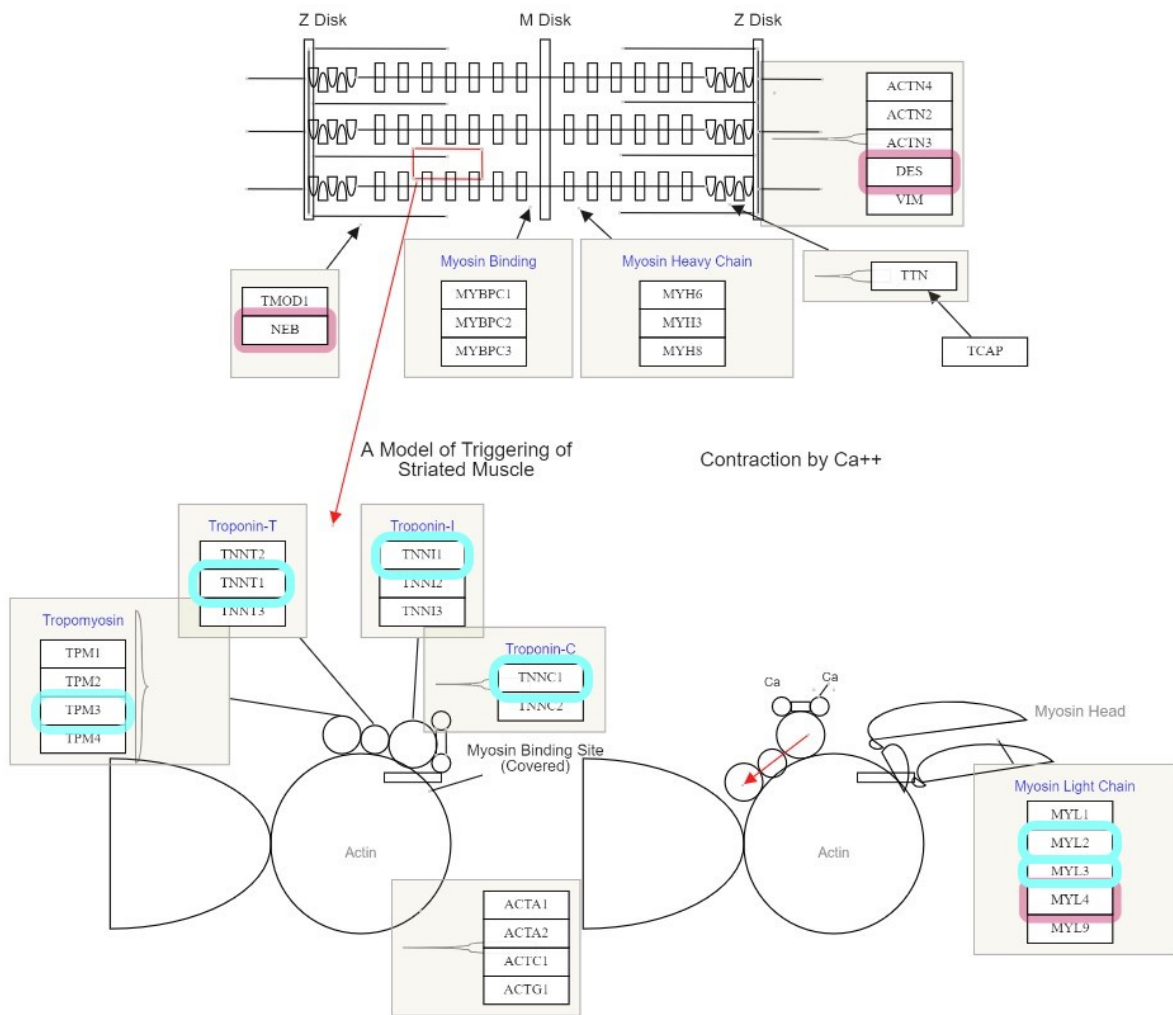 Z Disk
M Disk
Z Disk
ACTN4
ACTN2
ACTN3
DES
VIM
Myosin Binding
MYBPC1
MYBPC2
MYBPC3
Myosin Heavy Chain
MYH6
MYH3
MYH8
TTN
TCAP
TMOD1
NEB
A Model of Triggering of
Striated Muscle
Contraction by Ca++
Troponin-T
TNNT2
TNNT1
TNNT3
Troponin-I
TNNI1
TNNI2
TNNI3
Tropomyosin
TPM1
TPM2
TPM3
TPM4
Troponin-C
TNNC1
TNNC2
Myosin Binding Site
(Covered)
Actin
Ca
Ca
Myosin Head
Actin
Myosin Light Chain
MYL1
MYL2
MYL3
MYL4
MYL9
ACTA1
ACTA2
ACTC1
ACTG1